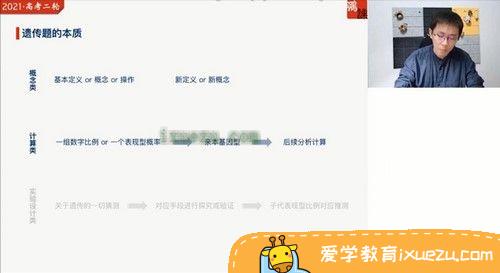 2021·高考二轮
遗传题的本质
概念类
基本定义 or 概念 or 操作
新定义 or 新概念
计算类
一组数字比例 or 一个表现型概率
亲本基因型
后续分析计算
实验设计类
关于遗传的一切猜测
对应手段进行探究或验证
子代表现型比例对应推测
爱学教育ixuezu.com